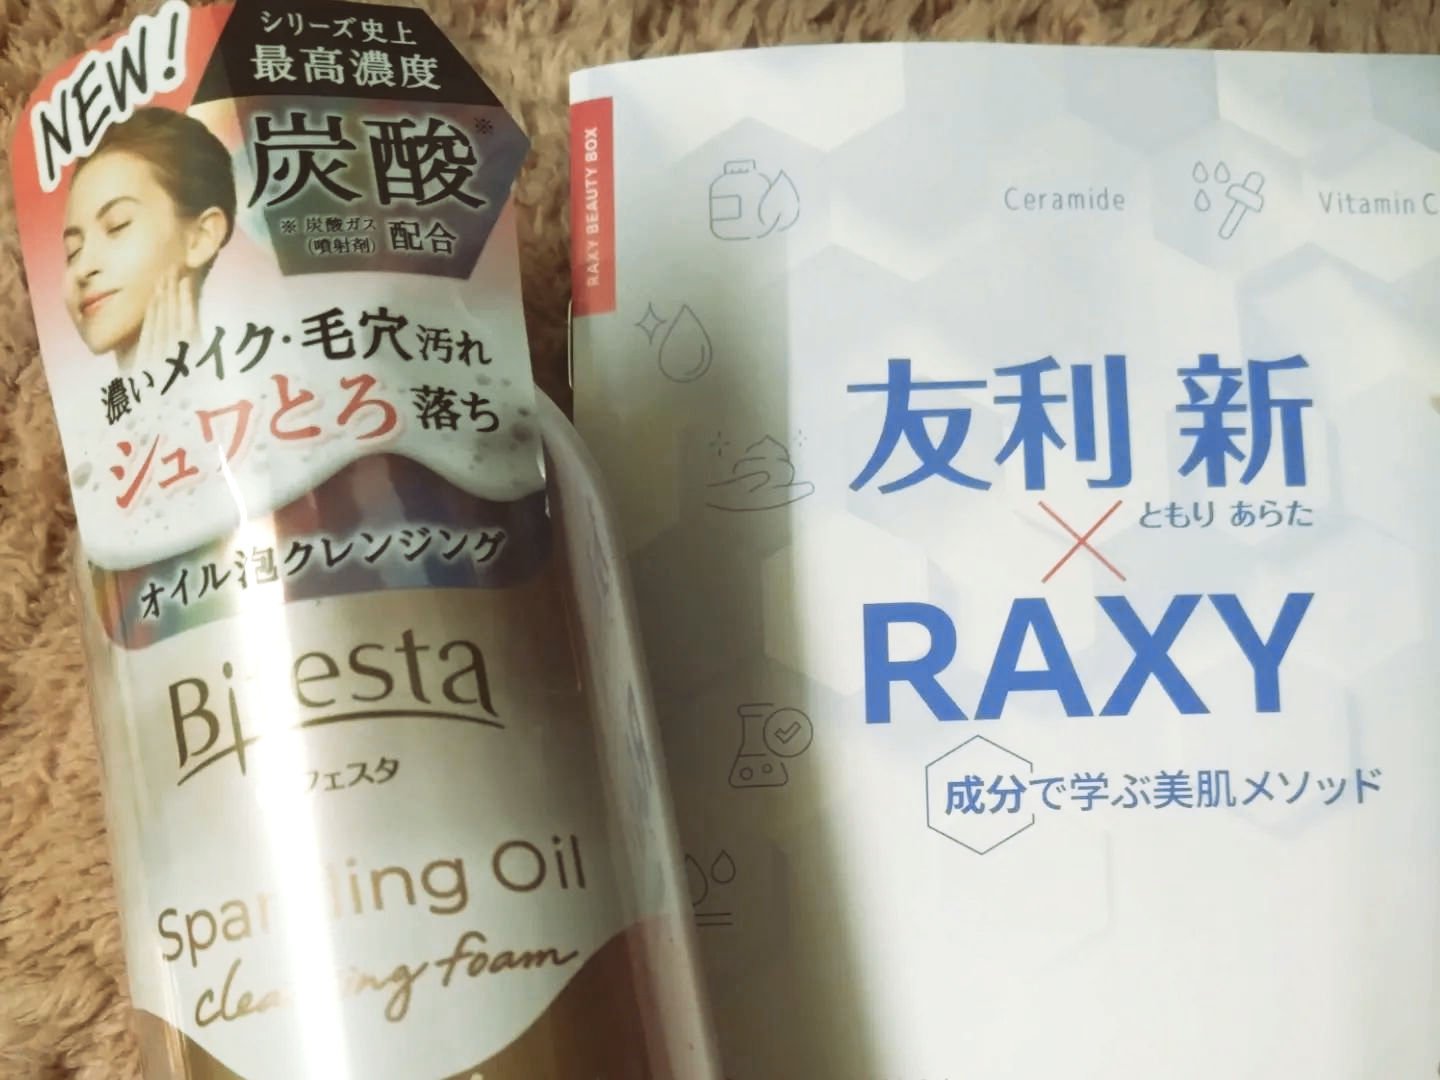 NEW!
シリーズ史上
最高濃度
炭酸※
※炭酸ガス
(噴射剤)
配合
濃いメイク・毛穴汚れ
シュワとろ落ち
オイル泡クレンジング
フェスタ
Oil
foam
RAXY BEAUTY BOX
Ceramide
Vitamin C
友利 新
ともり あらた
×
RAXY
成分で学ぶ美肌メソッド